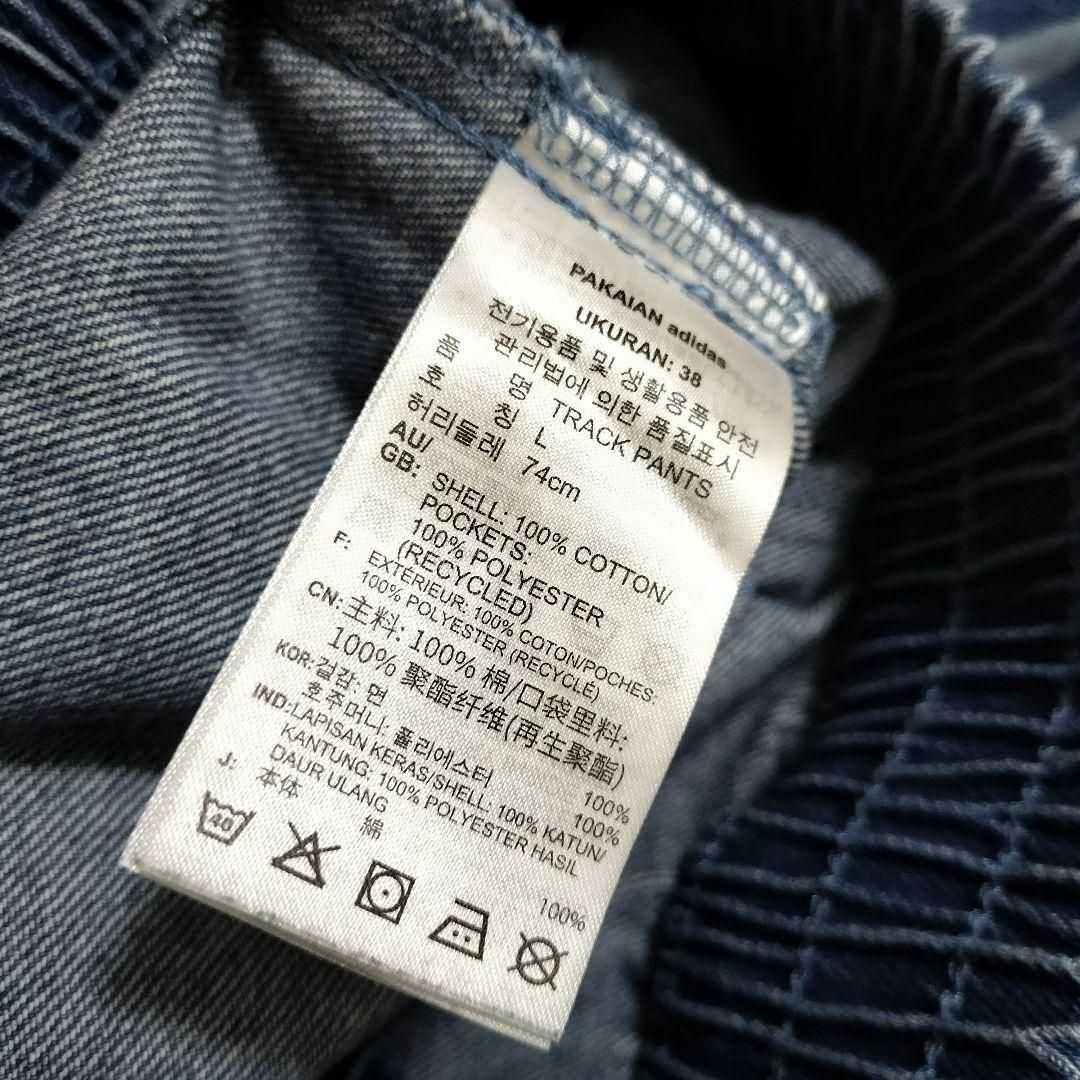 PAKAIAN adidas
UKURAN: 38
전기용품 및 생활용품 안전
관리법에 의한 품질표시
품 명 TRACK PANTS
호 칭 L
허리둘레 74cm
AU/
GB: SHELL: 100% COTTON/
POCKETS:
100% POLYESTER
(RECYCLED)
F: EXTERIEUR: 100% COTON/POCHES:
100% POLYESTER (RECYCLE)
CN: 主料: 100% 棉/口袋里料:
100% 聚酯纤维(再生聚酯)
KOR: 겉감: 면 100%
호주머니: 폴리에스터 100%
IND: LAPISAN KERAS/SHELL: 100% KATUN/
KANTUNG: 100% POLYESTER HASIL
DAUR ULANG
J: 本体
綿 100%
40